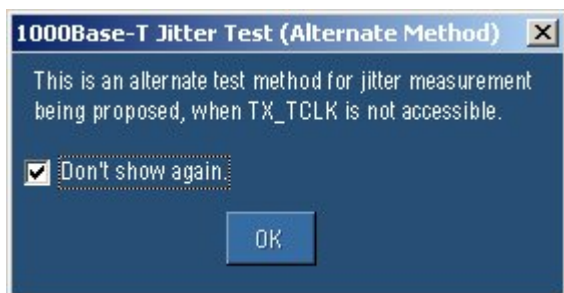 1000Base-T Jitter Test (Alternate Method)
This is an alternate test method for jitter measurement
being proposed, when TX_TCLK is not accessible.
Don't show again.
OK